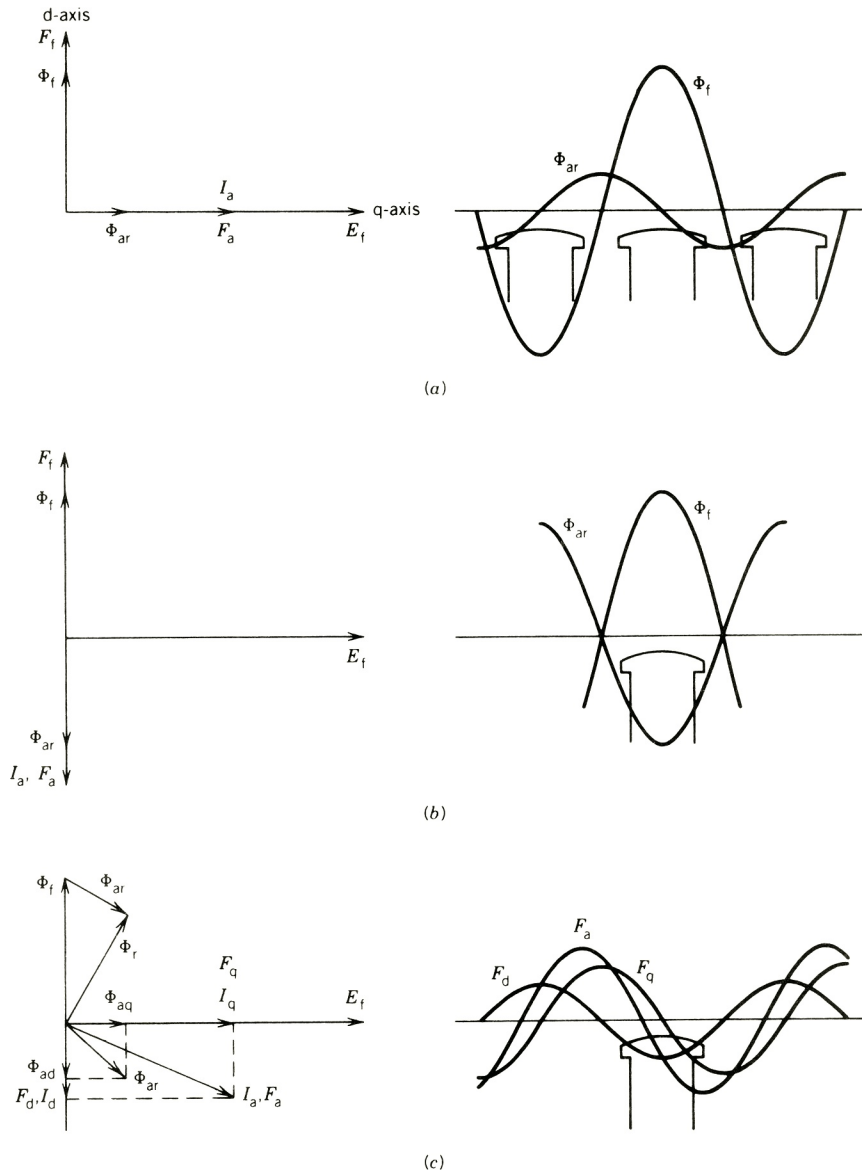 d-axis
F_f
Φ_f
Φ_ar
I_a
F_a
E_f
q-axis
Φ_f
Φ_ar
(a)
F_f
Φ_f
E_f
Φ_ar
I_a, F_a
Φ_ar
Φ_f
(b)
Φ_f
Φ_ar
Φ_r
F_q
Φ_aq
I_q
E_f
Φ_ad
Φ_ar
F_d, I_d
I_a, F_a
F_a
F_d
F_q
(c)